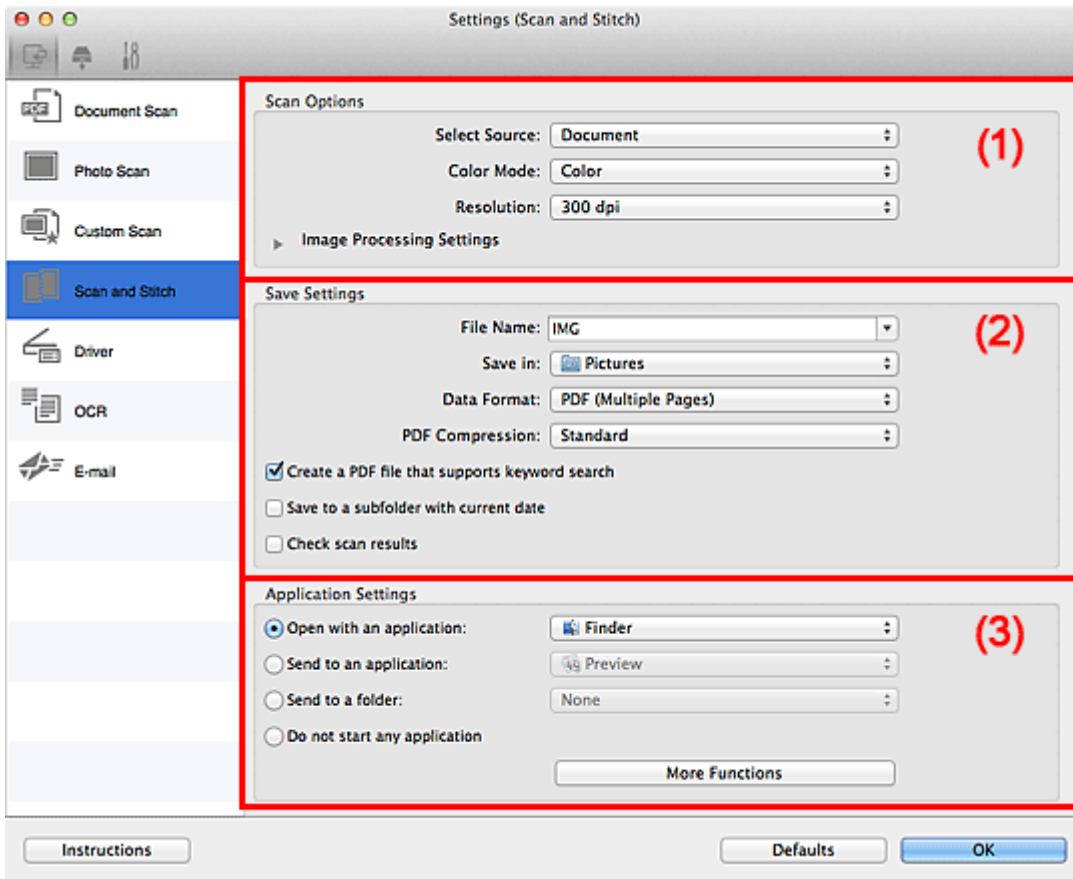 Settings (Scan and Stitch)
Document Scan
Photo Scan
Custom Scan
Scan and Stitch
Driver
OCR
E-mail
Scan Options
(1)
Select Source: Document
Color Mode: Color
Resolution: 300 dpi
Image Processing Settings
Save Settings
(2)
File Name: IMG
Save in: Pictures
Data Format: PDF (Multiple Pages)
PDF Compression: Standard
Create a PDF file that supports keyword search
Save to a subfolder with current date
Check scan results
Application Settings
(3)
Open with an application: Finder
Send to an application: Preview
Send to a folder: None
Do not start any application
More Functions
Instructions
Defaults
OK